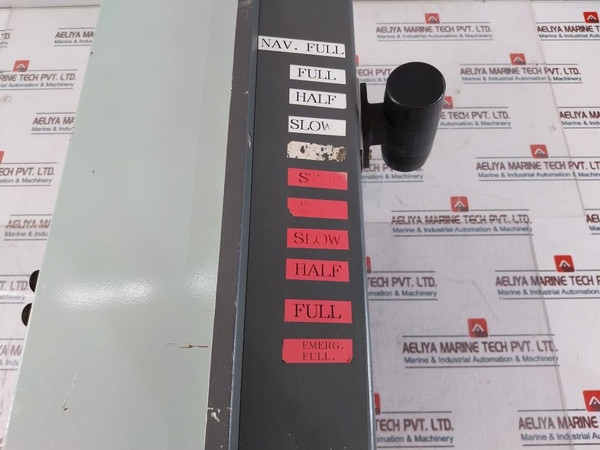 NAV. FULL
FULL
HALF
SLOW
SLOW
HALF
FULL
EMERG.
FULL.
AELIYA MARINE TECH PVT. LTD.
Marine & Industrial Automation & Machinery